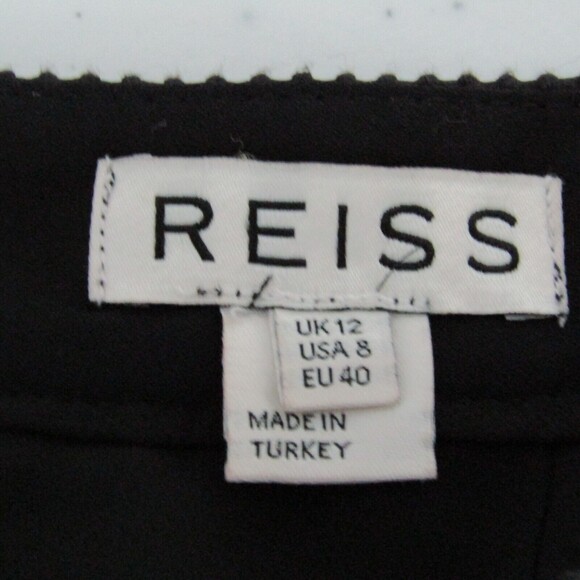 REISS
UK 12
USA 8
EU 40
MADE IN
TURKEY